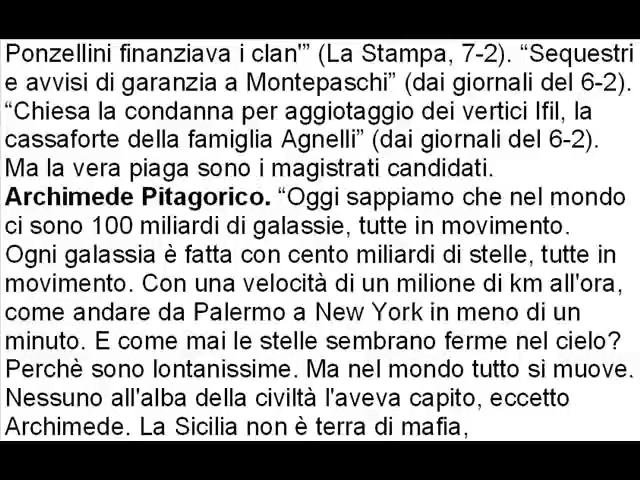 Ponzellini finanziava i clan'” (La Stampa, 7-2). “Sequestri
e avvisi di garanzia a Montepaschi” (dai giornali del 6-2).
“Chiesa la condanna per aggiotaggio dei vertici Ifil, la
cassaforte della famiglia Agnelli” (dai giornali del 6-2).
Ma la vera piaga sono i magistrati candidati.
Archimede Pitagorico. “Oggi sappiamo che nel mondo
ci sono 100 miliardi di galassie, tutte in movimento.
Ogni galassia è fatta con cento miliardi di stelle, tutte in
movimento. Con una velocità di un milione di km all'ora,
come andare da Palermo a New York in meno di un
minuto. E come mai le stelle sembrano ferme nel cielo?
Perchè sono lontanissime. Ma nel mondo tutto si muove.
Nessuno all'alba della civiltà l'aveva capito, eccetto
Archimede. La Sicilia non è terra di mafia,